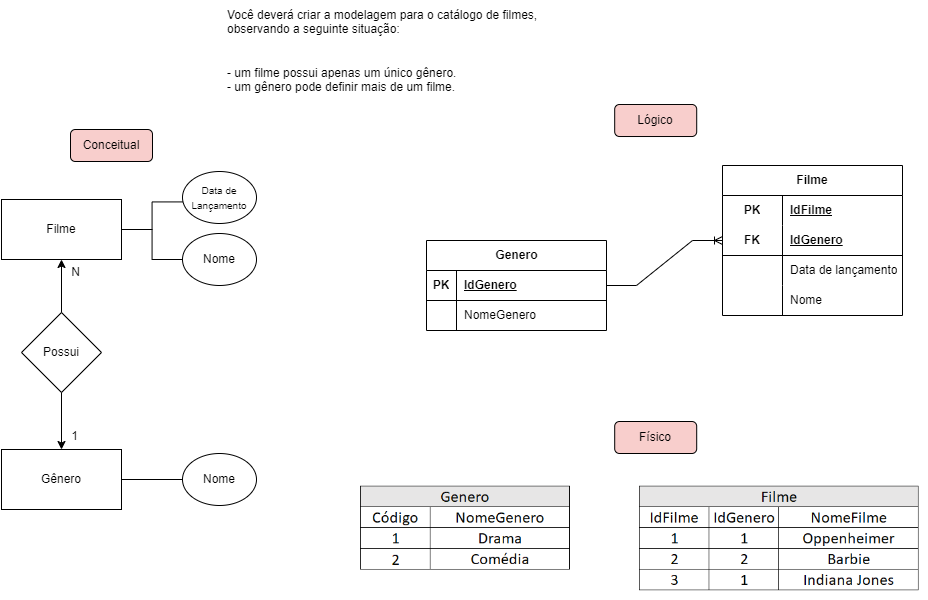 Você deverá criar a modelagem para o catálogo de filmes,
observando a seguinte situação:
- um filme possui apenas um único gênero.
- um gênero pode definir mais de um filme.
Conceitual
Filme
Data de
Lançamento
Nome
N
Possui
1
Gênero
Nome
Lógico
Genero
PK IdGenero
NomeGenero
Filme
PK IdFilme
FK IdGenero
Data de lançamento
Nome
Físico
Genero
Código NomeGenero
1 Drama
2 Comédia
Filme
IdFilme IdGenero NomeFilme
1 1 Oppenheimer
2 2 Barbie
3 1 Indiana Jones